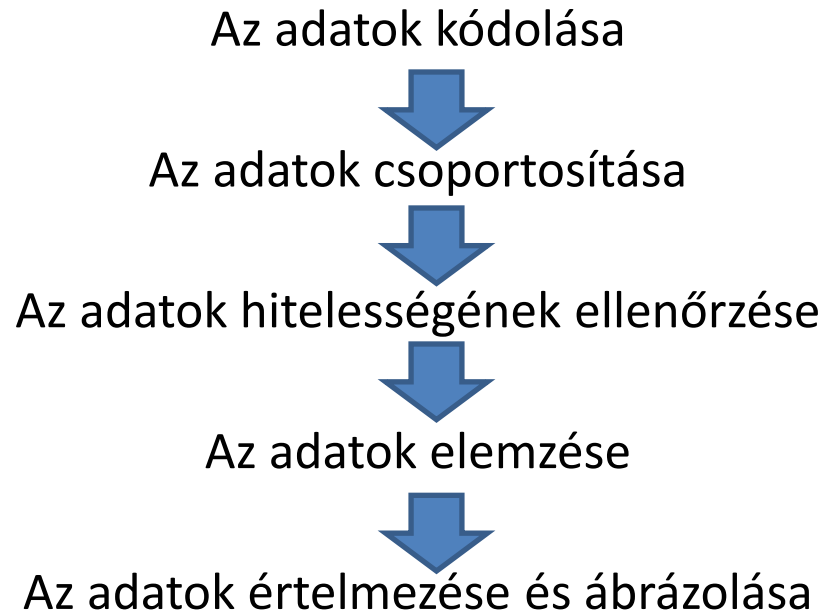 Az adatok kódolása
Az adatok csoportosítása
Az adatok hitelességének ellenőrzése
Az adatok elemzése
Az adatok értelmezése és ábrázolása